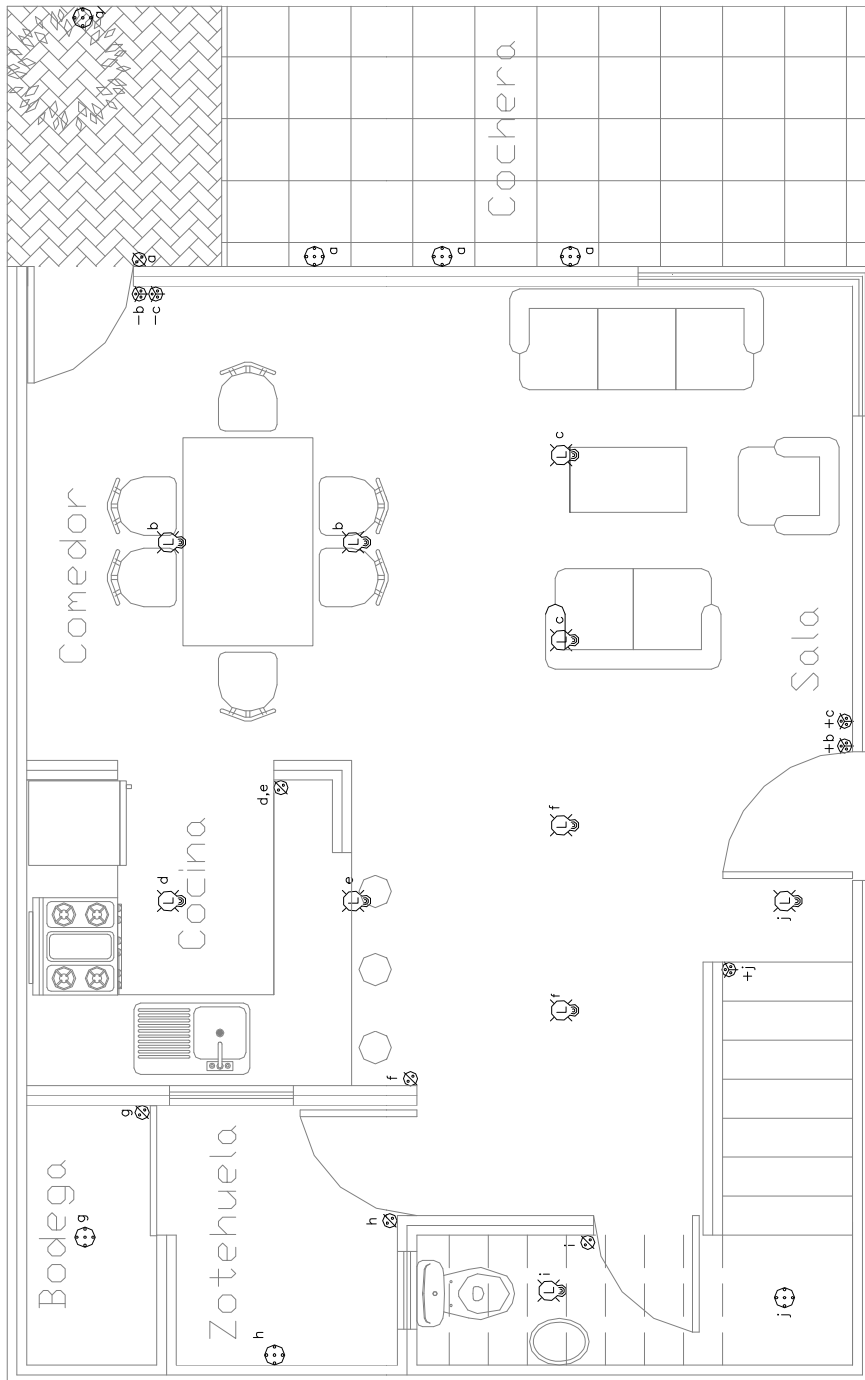 a
Cochera
a
a
a
a
-b
-c
c
L
Comedor
b
L
b
L
c
L
Sala
+b
+c
d,e
f
L
Cocina
d
L
e
L
j
L
+j
f
L
f
g
Bodega
g
Zotehuela
h
h
i
i
L
j